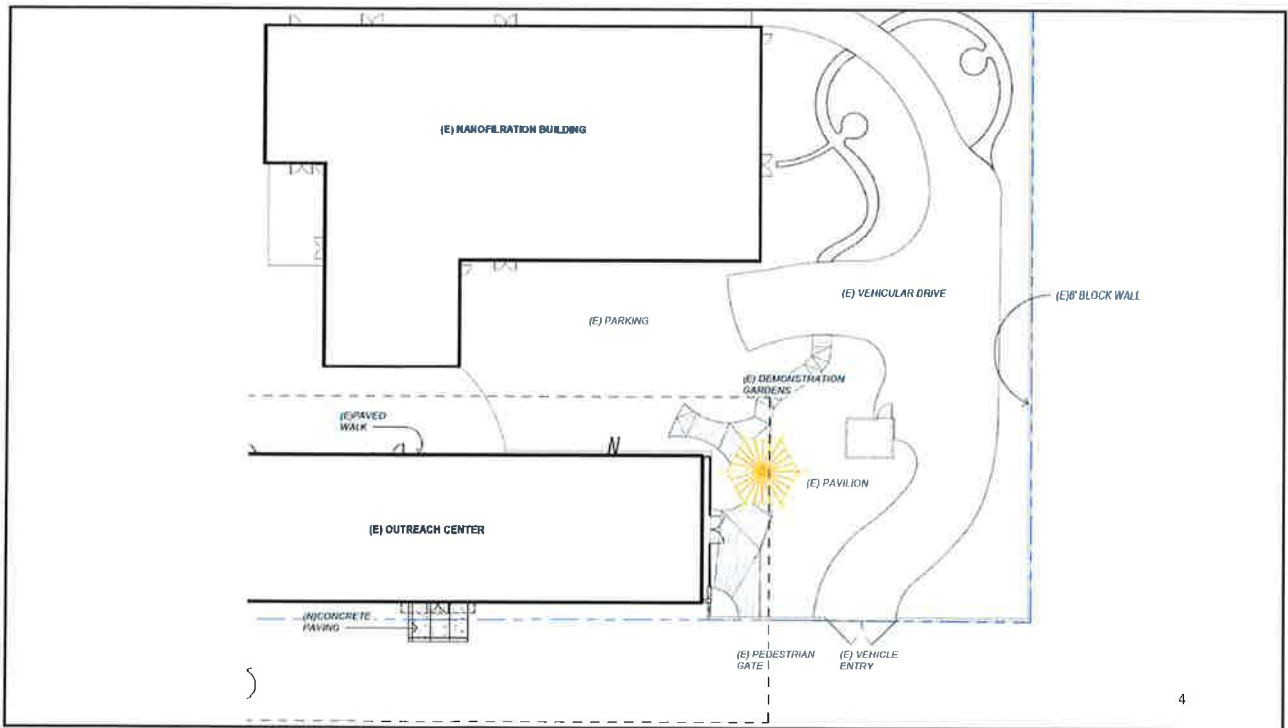 (E) NANOFILRATION BUILDING
(E) VEHICULAR DRIVE
(E)6' BLOCK WALL
(E) PARKING
(E) DEMONSTRATION
GARDENS
(E)PAVED
WALK
N
(E) PAVILION
(E) OUTREACH CENTER
(N)CONCRETE
PAVING
(E) PEDESTRIAN
GATE
(E) VEHICLE
ENTRY
4